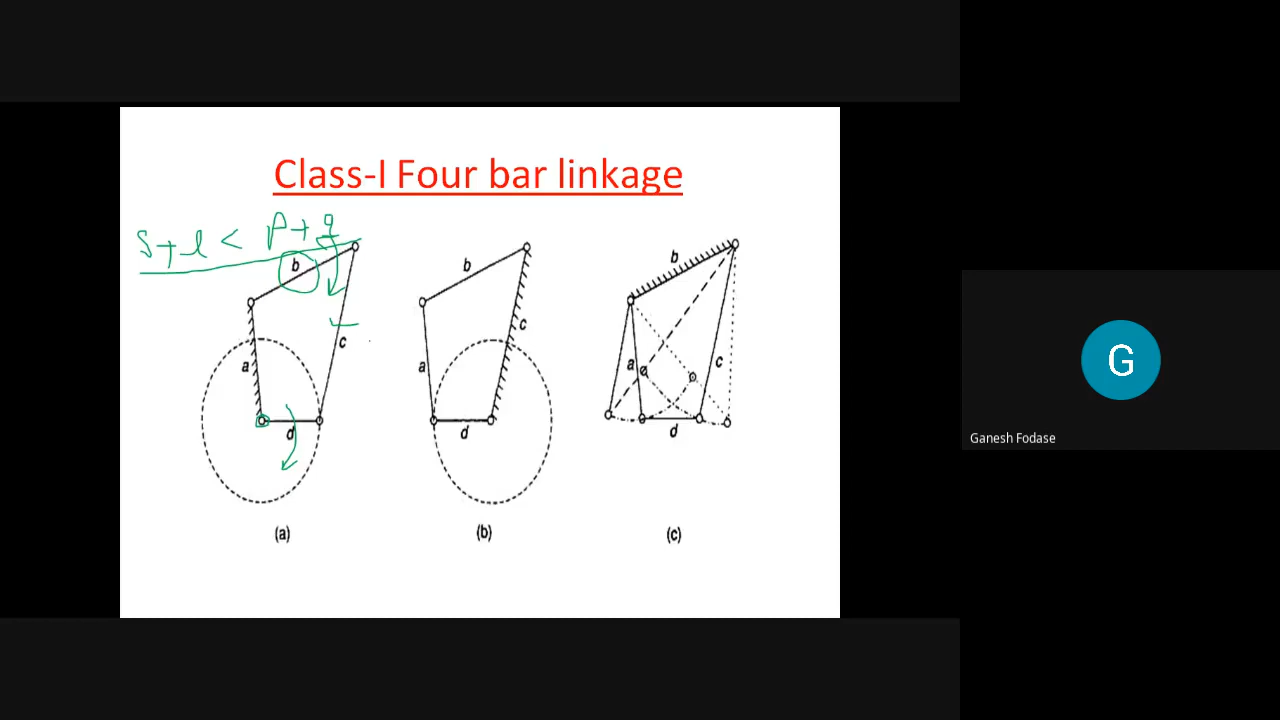 Class-I Four bar linkage
s+l < p+q
b
a
c
d
(a)
b
a
c
d
(b)
b
a
c
d
(c)
G
Ganesh Fodase